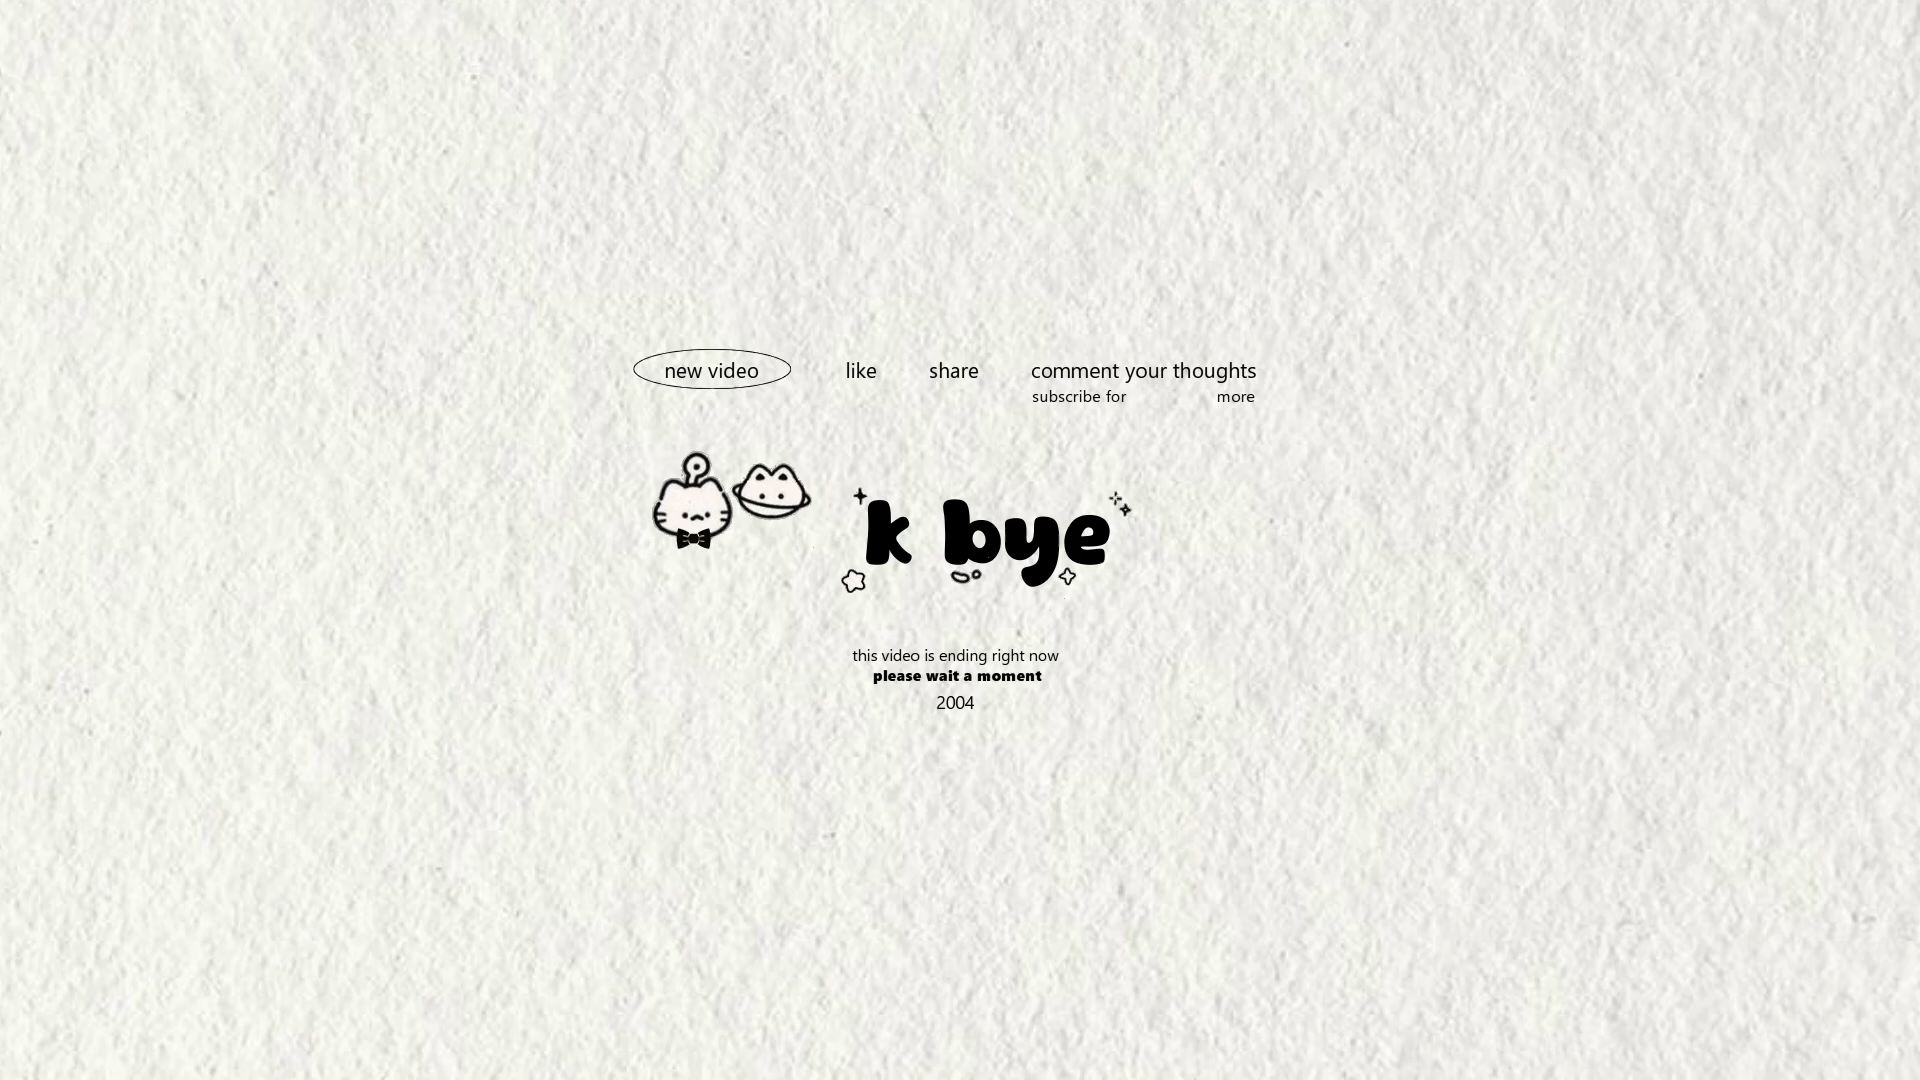 new video like share comment your thoughts
subscribe for more
k bye
this video is ending right now
please wait a moment
2004